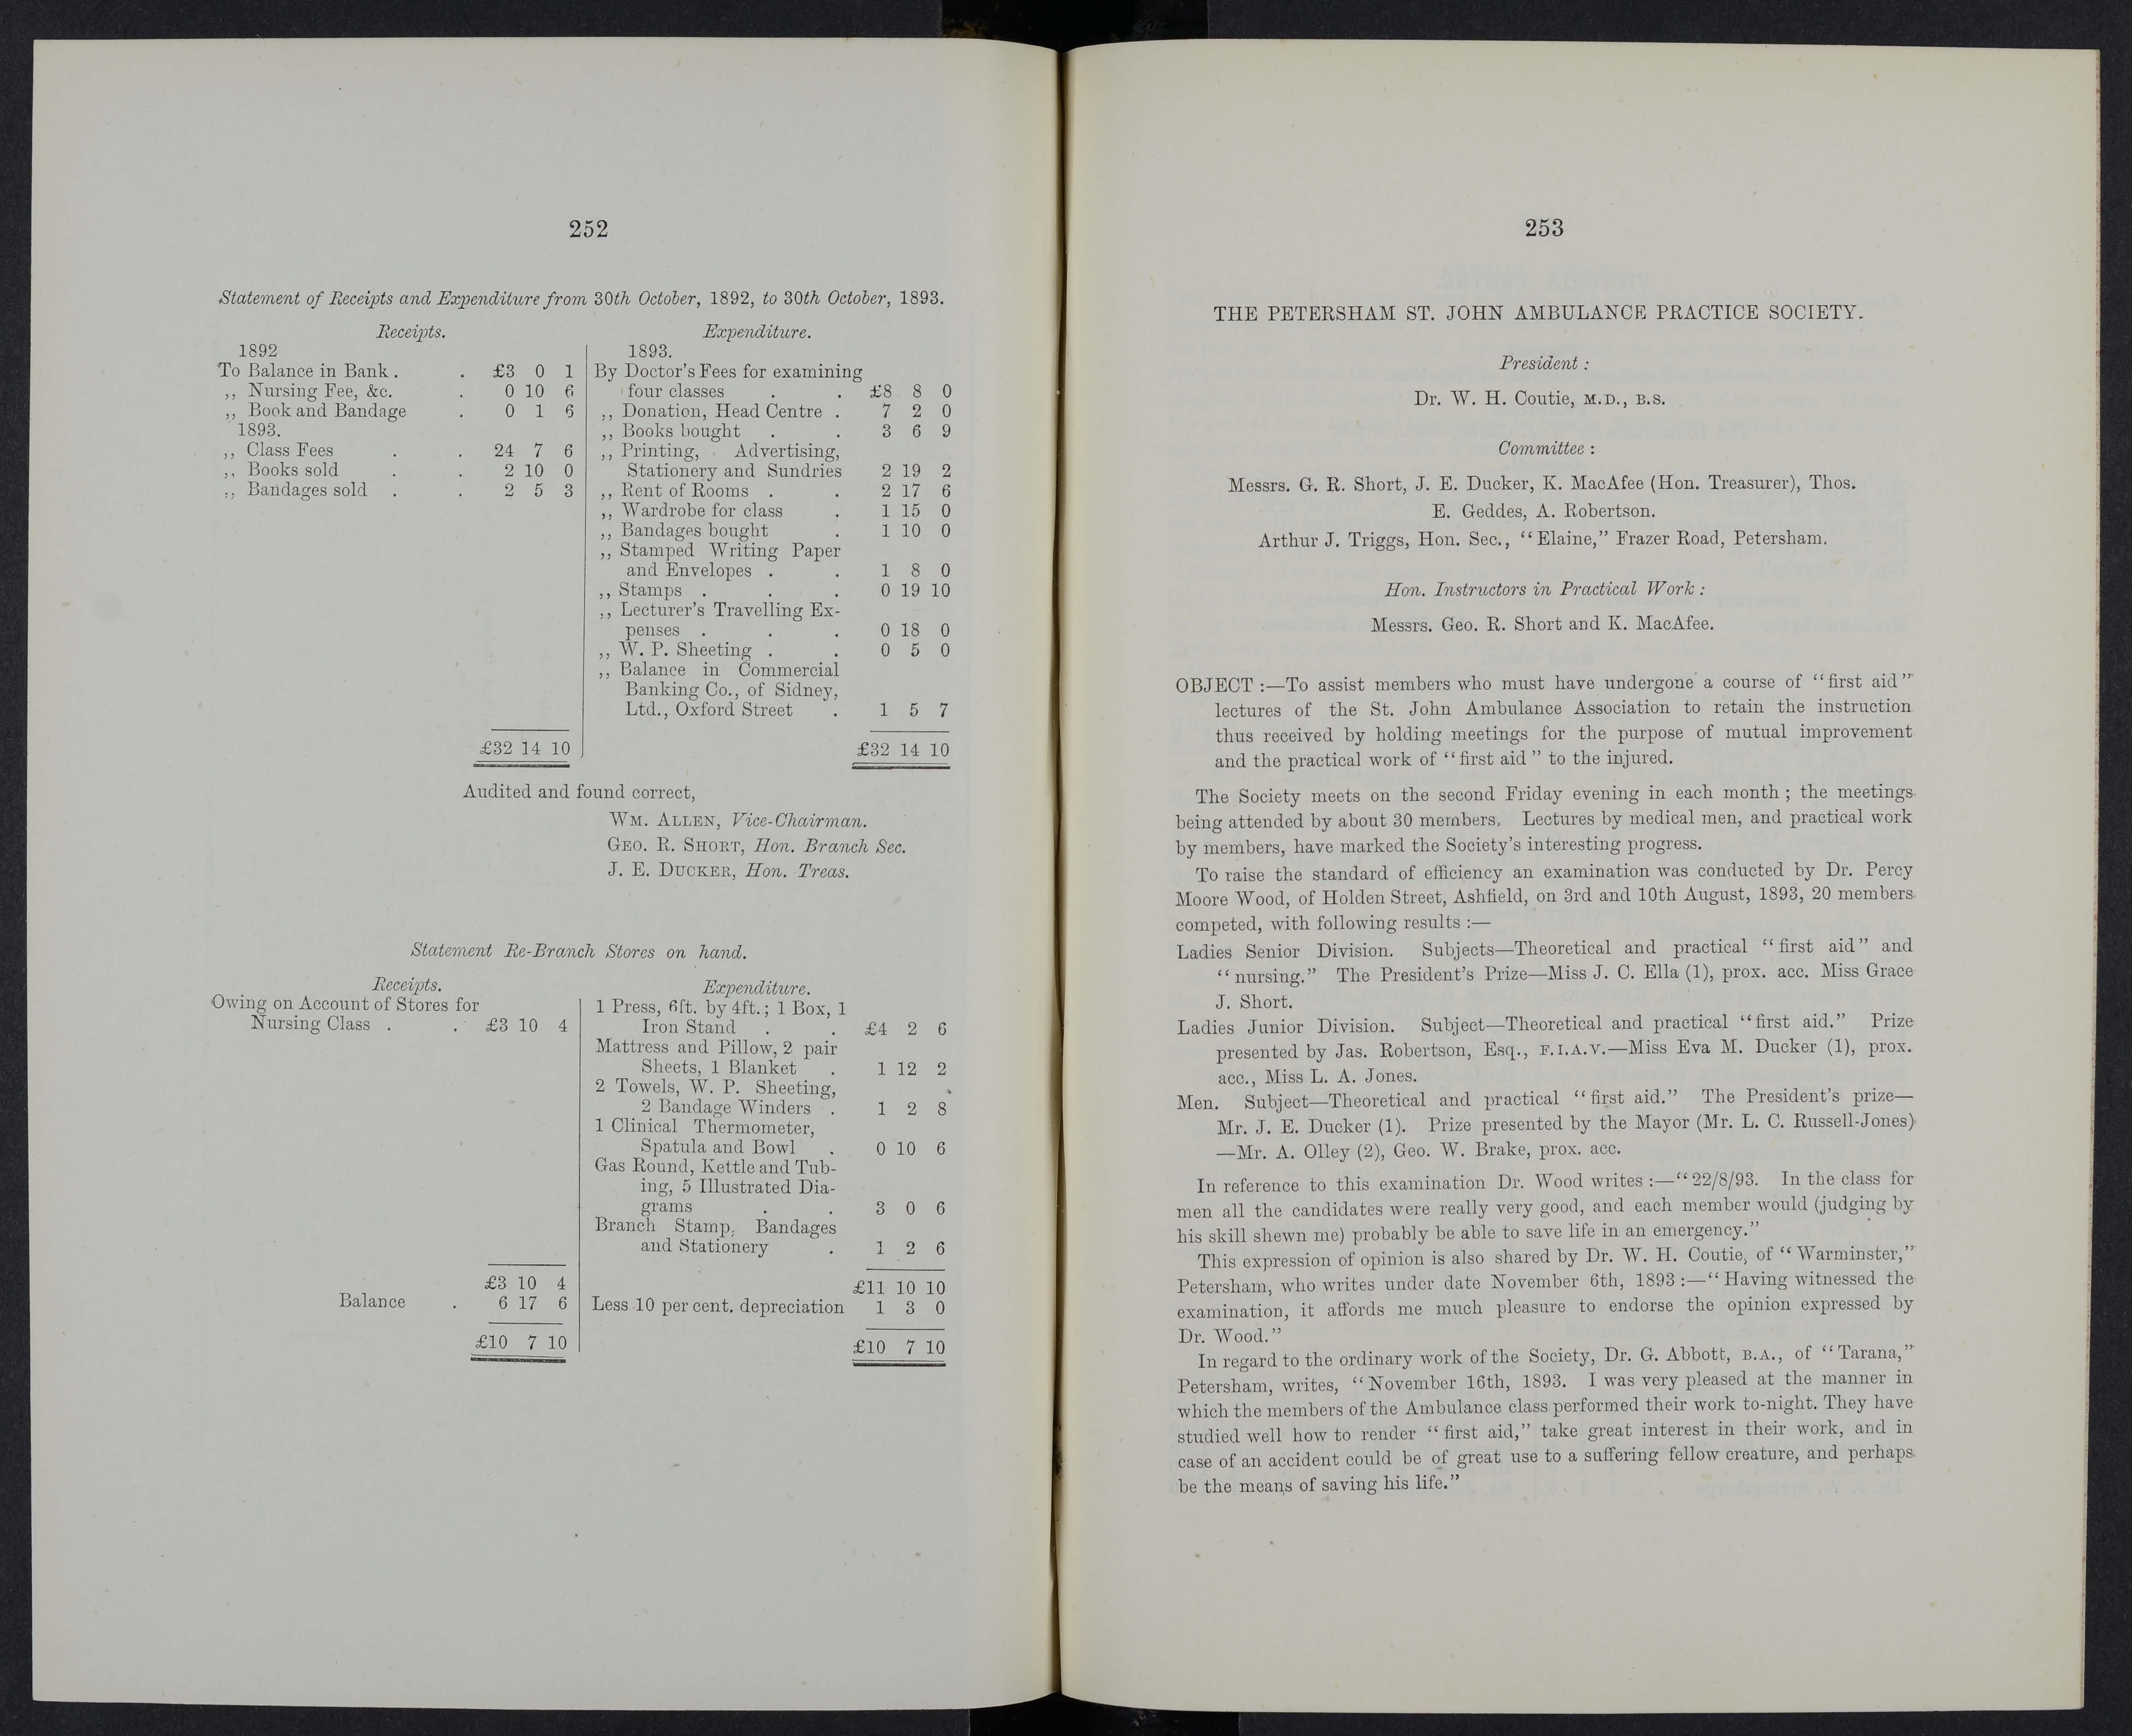 252
Statement of Receipts and Expenditure from 30th October, 1892, to 30th October, 1893.
Receipts.
1892
To Balance in Bank . . £3 0 1
,, Nursing Fee, &c. . 0 10 6
,, Book and Bandage . 0 1 6
1893.
,, Class Fees . . 24 7 6
,, Books sold . . 2 10 0
,, Bandages sold . . 2 5 3
£32 14 10
Expenditure.
1893.
By Doctor's Fees for examining
four classes . . £8 8 0
,, Donation, Head Centre . 7 2 0
,, Books bought . . 3 6 9
,, Printing, Advertising,
Stationery and Sundries 2 19 2
,, Rent of Rooms . . 2 17 6
,, Wardrobe for class . 1 15 0
,, Bandages bought . 1 10 0
,, Stamped Writing Paper
and Envelopes . . 1 8 0
,, Stamps . . . 0 19 10
,, Lecturer's Travelling Ex-
penses . . . 0 18 0
,, W. P. Sheeting . . 0 5 0
,, Balance in Commercial
Banking Co., of Sidney,
Ltd., Oxford Street . 1 5 7
£32 14 10
Audited and found correct,
WM. ALLEN, Vice-Chairman.
GEO. R. SHORT, Hon. Branch Sec.
J. E. DUCKER, Hon. Treas.
Statement Re-Branch Stores on hand.
Receipts.
Owing on Account of Stores for
Nursing Class . . £3 10 4
£3 10 4
Balance . 6 17 6
£10 7 10
Expenditure.
1 Press, 6ft. by 4ft.; 1 Box, 1
Iron Stand . . £4 2 6
Mattress and Pillow, 2 pair
Sheets, 1 Blanket . 1 12 2
2 Towels, W. P. Sheeting,
2 Bandage Winders . 1 2 8
1 Clinical Thermometer,
Spatula and Bowl . 0 10 6
Gas Round, Kettle and Tub-
ing, 5 Illustrated Dia-
grams . . 3 0 6
Branch Stamp, Bandages
and Stationery . 1 2 6
£11 10 10
Less 10 per cent. depreciation 1 3 0
£10 7 10
253
THE PETERSHAM ST. JOHN AMBULANCE PRACTICE SOCIETY.
President :
Dr. W. H. Coutie, M.D., B.S.
Committee :
Messrs. G. R. Short, J. E. Ducker, K. MacAfee (Hon. Treasurer), Thos.
E. Geddes, A. Robertson.
Arthur J. Triggs, Hon. Sec., “Elaine,” Frazer Road, Petersham.
Hon. Instructors in Practical Work :
Messrs. Geo. R. Short and K. MacAfee.
OBJECT :—To assist members who must have undergone a course of “first aid”
lectures of the St. John Ambulance Association to retain the instruction
thus received by holding meetings for the purpose of mutual improvement
and the practical work of “first aid” to the injured.
The Society meets on the second Friday evening in each month ; the meetings
being attended by about 30 members, Lectures by medical men, and practical work
by members, have marked the Society's interesting progress.
To raise the standard of efficiency an examination was conducted by Dr. Percy
Moore Wood, of Holden Street, Ashfield, on 3rd and 10th August, 1893, 20 members
competed, with following results :—
Ladies Senior Division. Subjects—Theoretical and practical “first aid” and
“nursing.” The President's Prize—Miss J. C. Ella (1), prox. acc. Miss Grace
J. Short.
Ladies Junior Division. Subject—Theoretical and practical “first aid.” Prize
presented by Jas. Robertson, Esq., F.I.A.V.—Miss Eva M. Ducker (1), prox.
acc., Miss L. A. Jones.
Men. Subject—Theoretical and practical “first aid.” The President's prize—
Mr. J. E. Ducker (1). Prize presented by the Mayor (Mr. L. C. Russell-Jones)
—Mr. A. Olley (2), Geo. W. Brake, prox. acc.
In reference to this examination Dr. Wood writes :—“22/8/93. In the class for
men all the candidates were really very good, and each member would (judging by
his skill shewn me) probably be able to save life in an emergency.”
This expression of opinion is also shared by Dr. W. H. Coutie, of “Warminster,”
Petersham, who writes under date November 6th, 1893 :—“Having witnessed the
examination, it affords me much pleasure to endorse the opinion expressed by
Dr. Wood.”
In regard to the ordinary work of the Society, Dr. G. Abbott, B.A., of “Tarana,”
Petersham, writes, “November 16th, 1893. I was very pleased at the manner in
which the members of the Ambulance class performed their work to-night. They have
studied well how to render “first aid,” take great interest in their work, and in
case of an accident could be of great use to a suffering fellow creature, and perhaps
be the means of saving his life.”